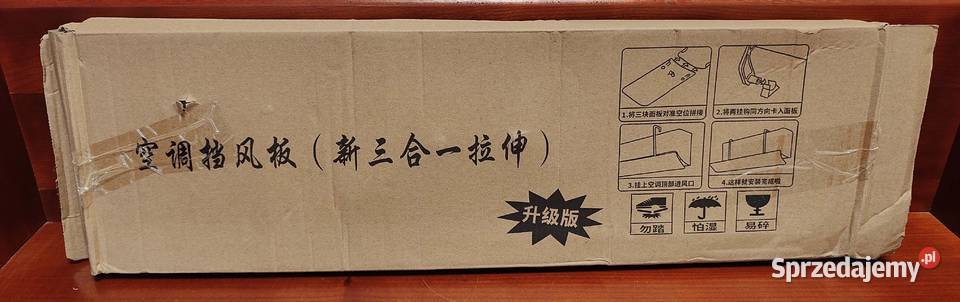 空调挡风板（新三合一拉伸）
升级版
1.将三块面板对准空位拼接
2.将两挂钩同方向卡入面板
3.挂上空调顶部进风口
4.这样就安装完成啦
勿踏
怕湿
易碎
Sprzedajemy.pl